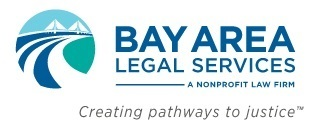 BAY AREA
LEGAL SERVICES
A NONPROFIT LAW FIRM
Creating pathways to justice™